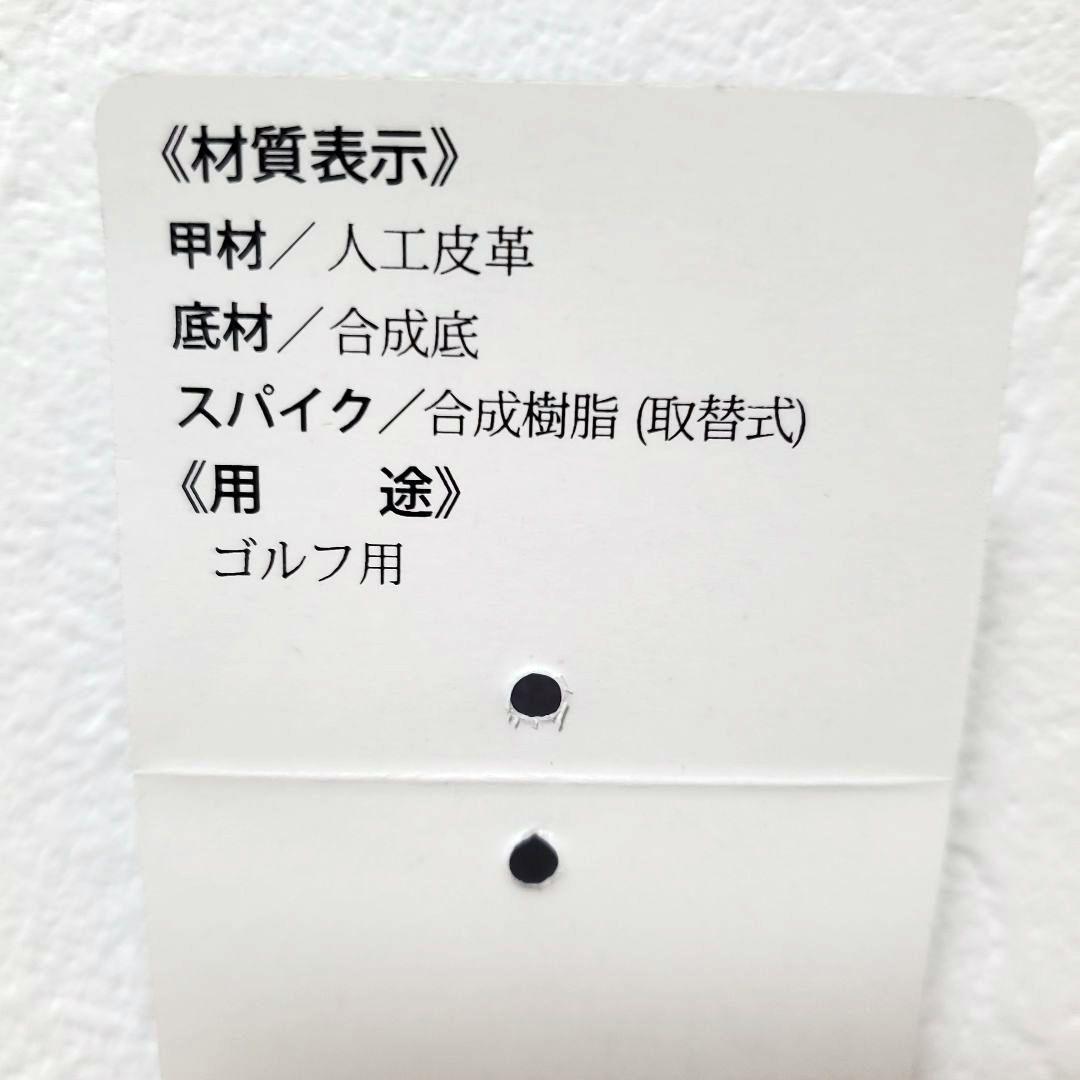 《材質表示》
甲材／人工皮革
底材／合成底
スパイク／合成樹脂 (取替式)
《用　　途》
ゴルフ用